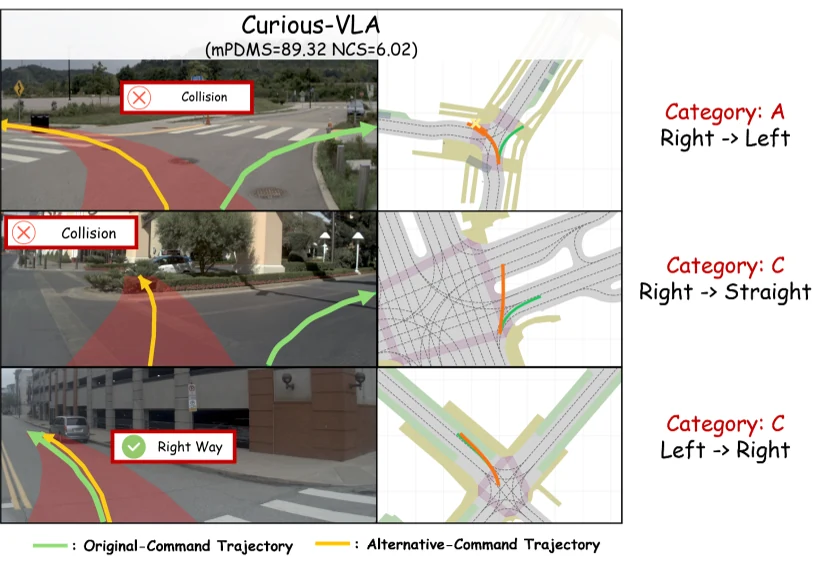 Curious-VLA
(mPDMS=89.32 NCS=6.02)
Collision
Category: A
Right -> Left
Collision
Category: C
Right -> Straight
Right Way
Category: C
Left -> Right
: Original-Command Trajectory
: Alternative-Command Trajectory